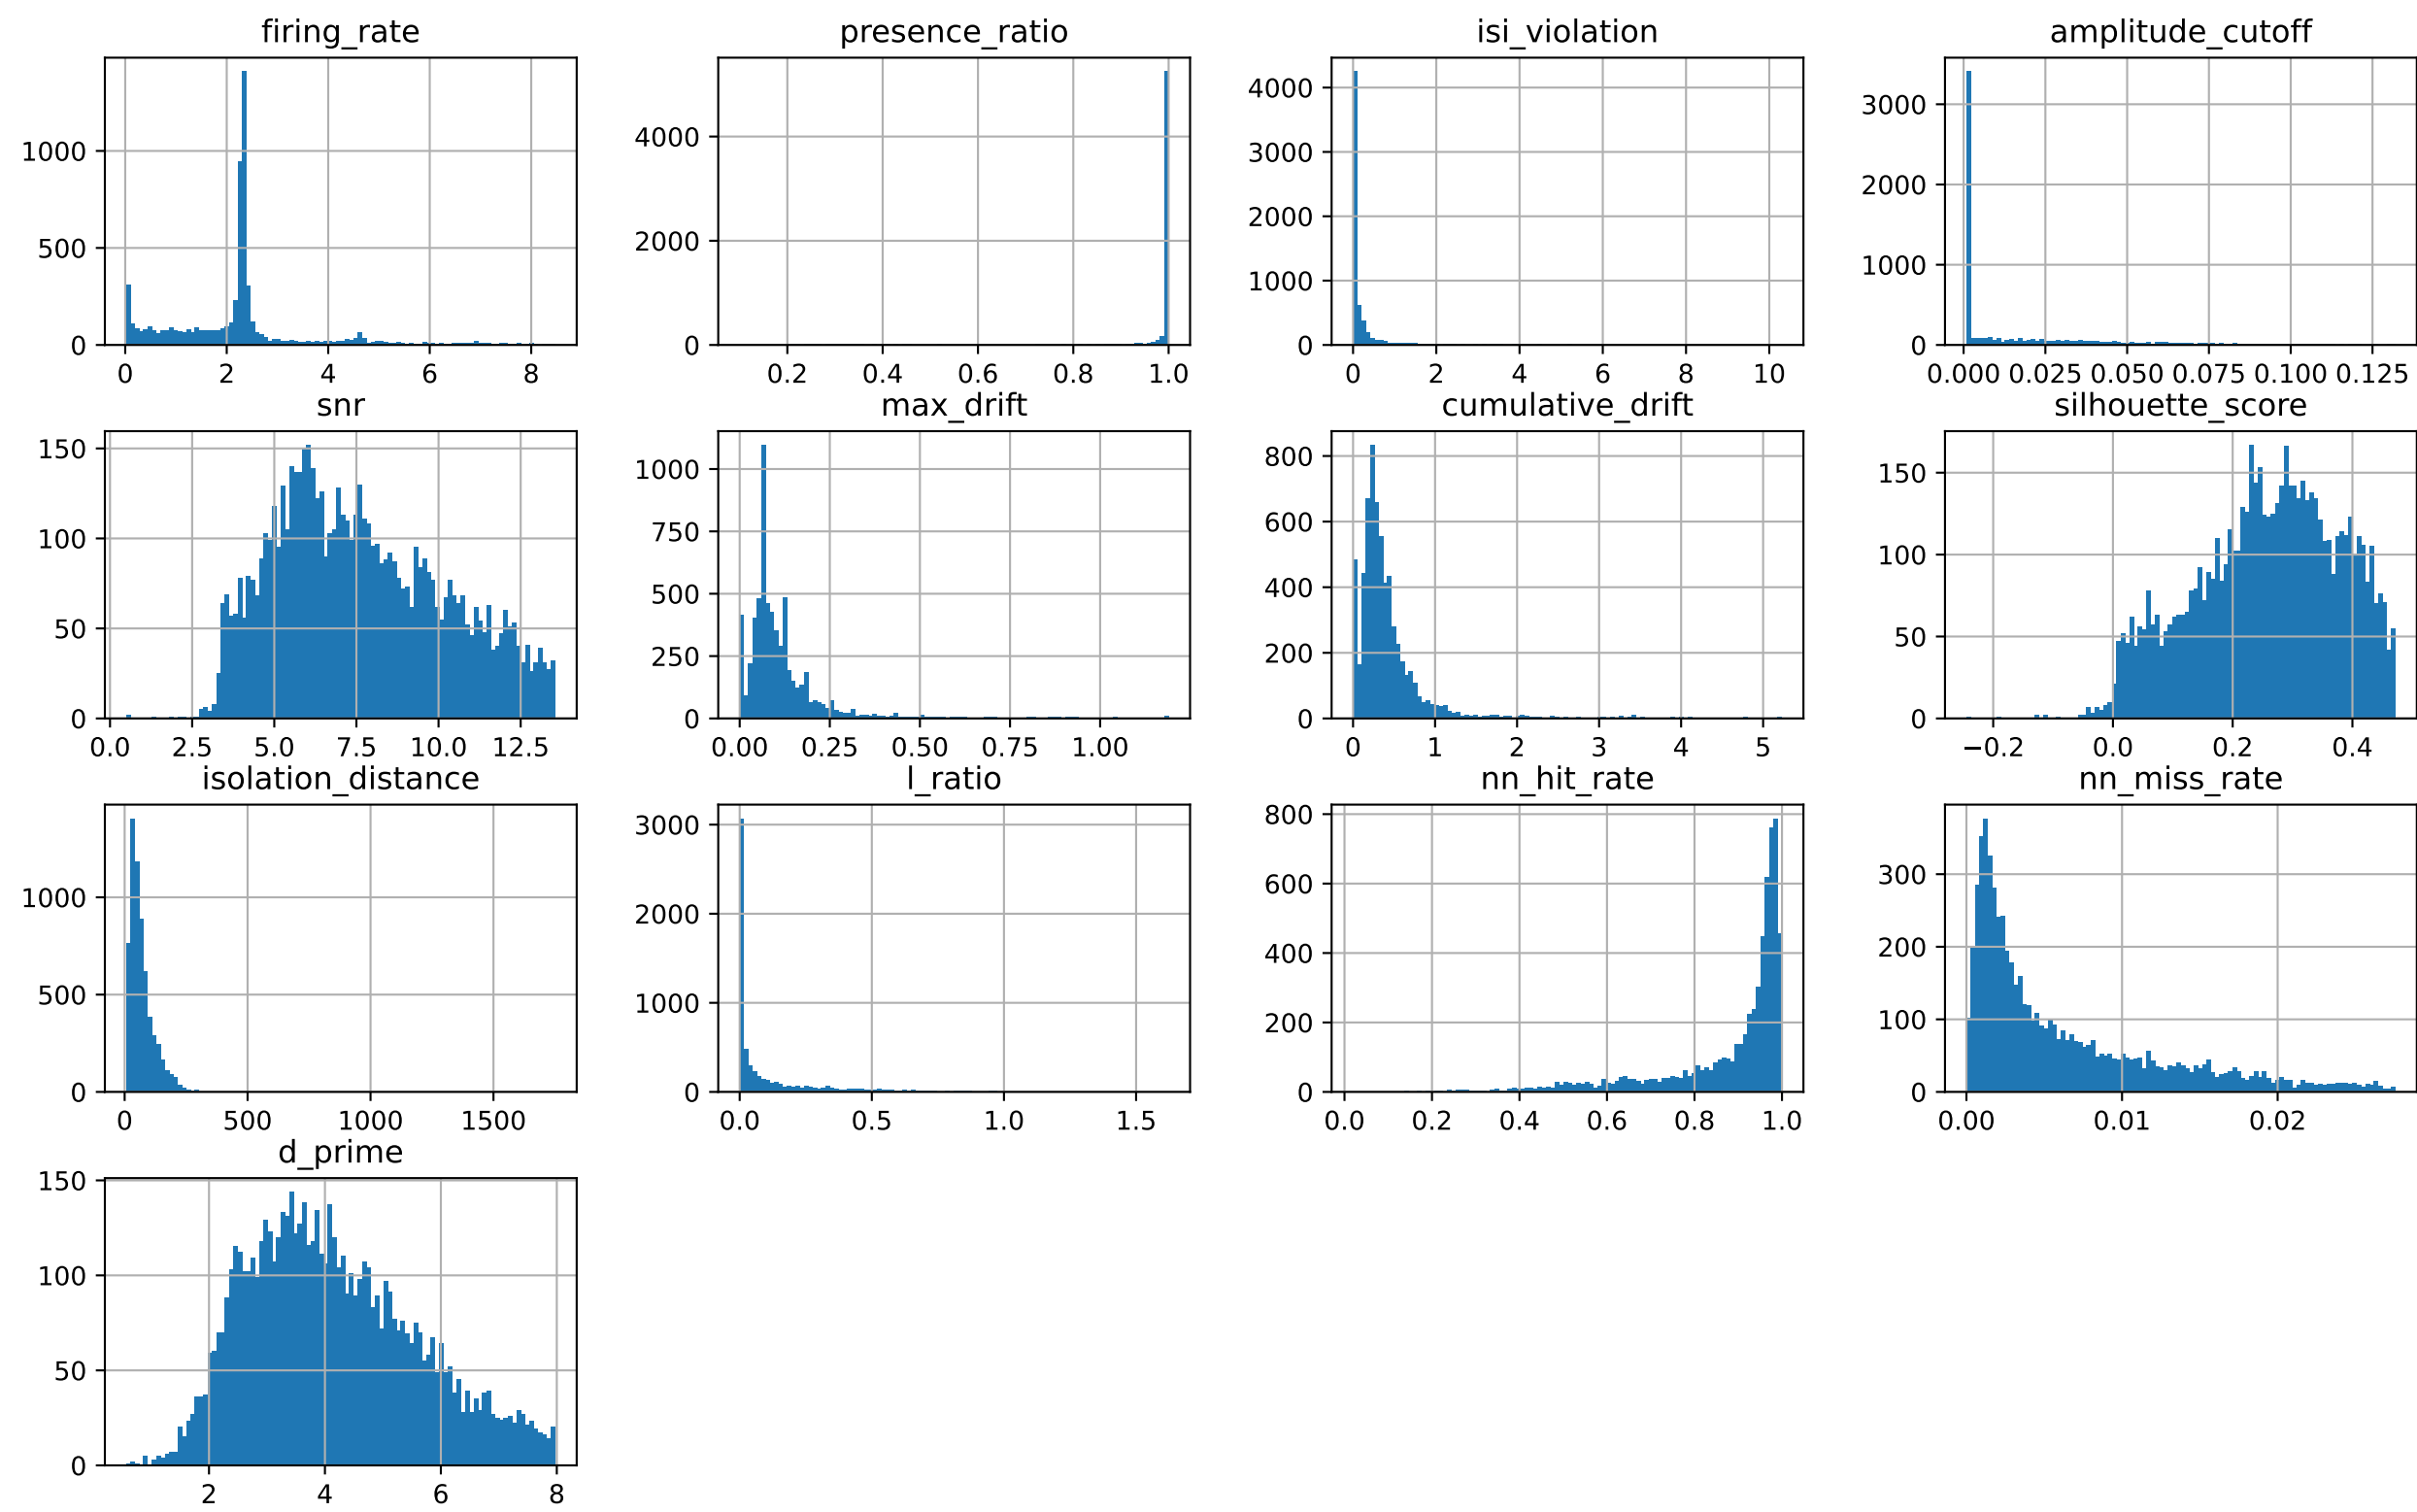 firing_rate
presence_ratio
isi_violation
amplitude_cutoff
1000
500
0
0 2 4 6 8
4000
2000
0
0.2 0.4 0.6 0.8 1.0
4000
3000
2000
1000
0
0 2 4 6 8 10
3000
2000
1000
0
0.000 0.025 0.050 0.075 0.100 0.125
snr
max_drift
cumulative_drift
silhouette_score
150
100
50
0
0.0 2.5 5.0 7.5 10.0 12.5
1000
750
500
250
0
0.00 0.25 0.50 0.75 1.00
800
600
400
200
0
0 1 2 3 4 5
150
100
50
0
−0.2 0.0 0.2 0.4
isolation_distance
l_ratio
nn_hit_rate
nn_miss_rate
1000
500
0
0 500 1000 1500
3000
2000
1000
0
0.0 0.5 1.0 1.5
800
600
400
200
0
0.0 0.2 0.4 0.6 0.8 1.0
300
200
100
0
0.00 0.01 0.02
d_prime
150
100
50
0
2 4 6 8